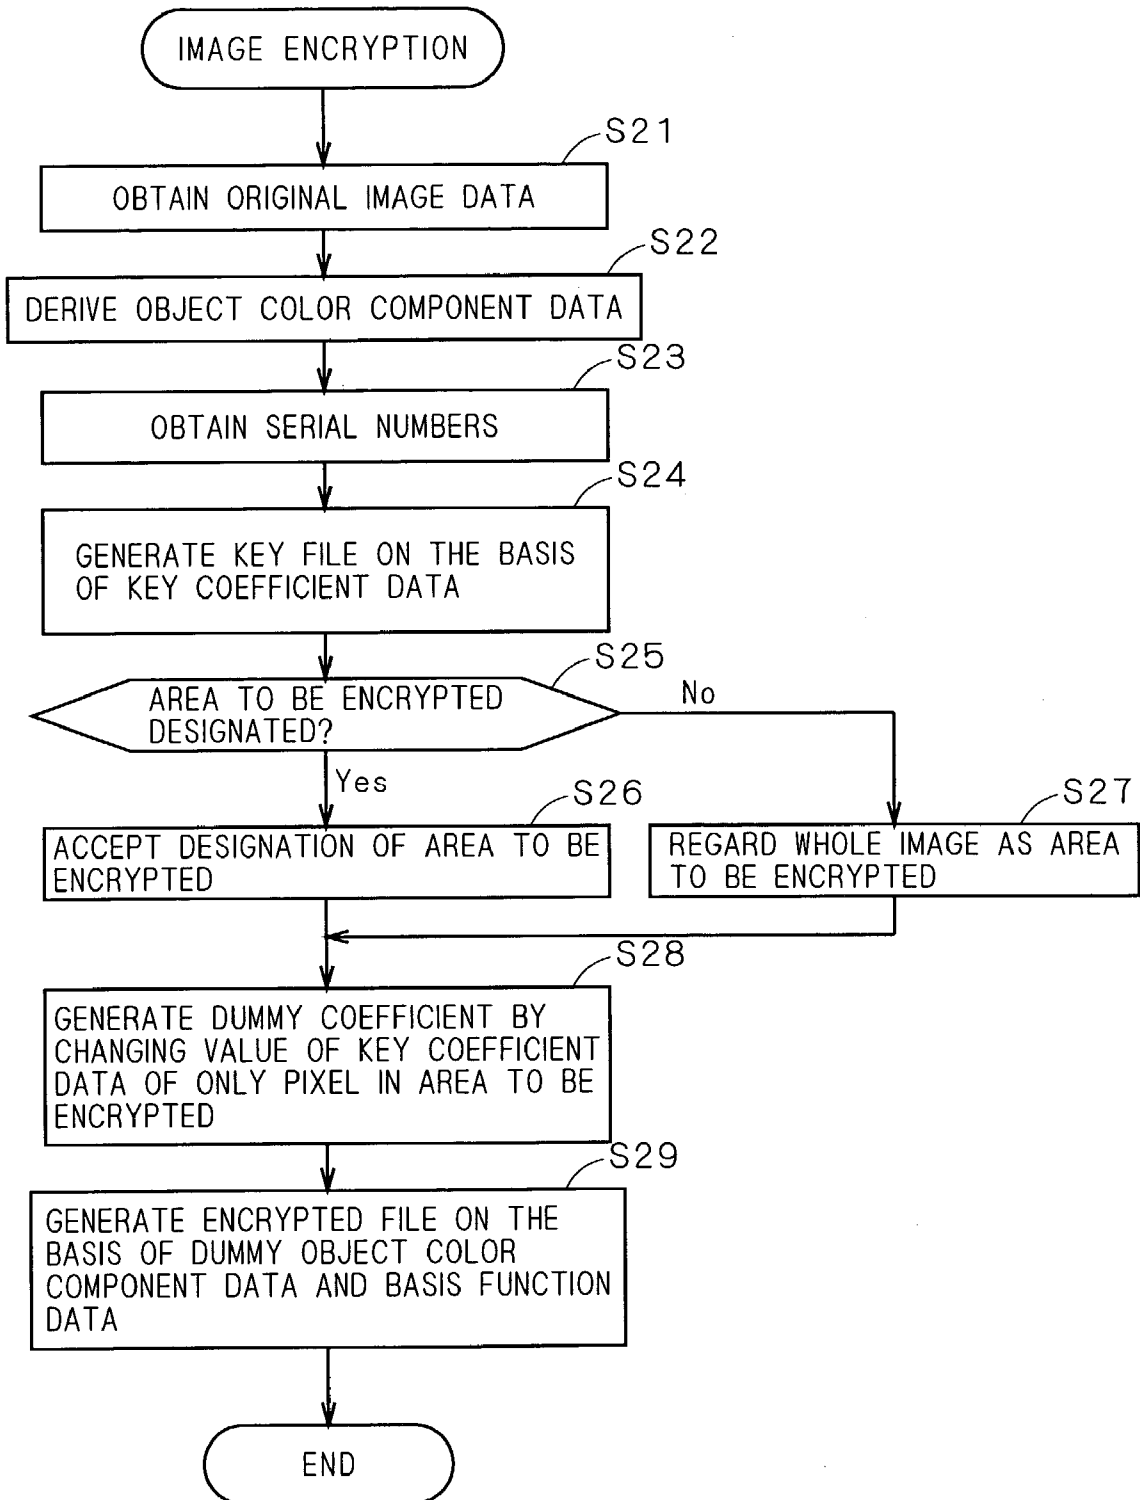 IMAGE ENCRYPTION
S21
OBTAIN ORIGINAL IMAGE DATA
S22
DERIVE OBJECT COLOR COMPONENT DATA
S23
OBTAIN SERIAL NUMBERS
S24
GENERATE KEY FILE ON THE BASIS
OF KEY COEFFICIENT DATA
S25
AREA TO BE ENCRYPTED
DESIGNATED?
No
Yes
S26
ACCEPT DESIGNATION OF AREA TO BE
ENCRYPTED
S27
REGARD WHOLE IMAGE AS AREA
TO BE ENCRYPTED
S28
GENERATE DUMMY COEFFICIENT BY
CHANGING VALUE OF KEY COEFFICIENT
DATA OF ONLY PIXEL IN AREA TO BE
ENCRYPTED
S29
GENERATE ENCRYPTED FILE ON THE
BASIS OF DUMMY OBJECT COLOR
COMPONENT DATA AND BASIS FUNCTION
DATA
END